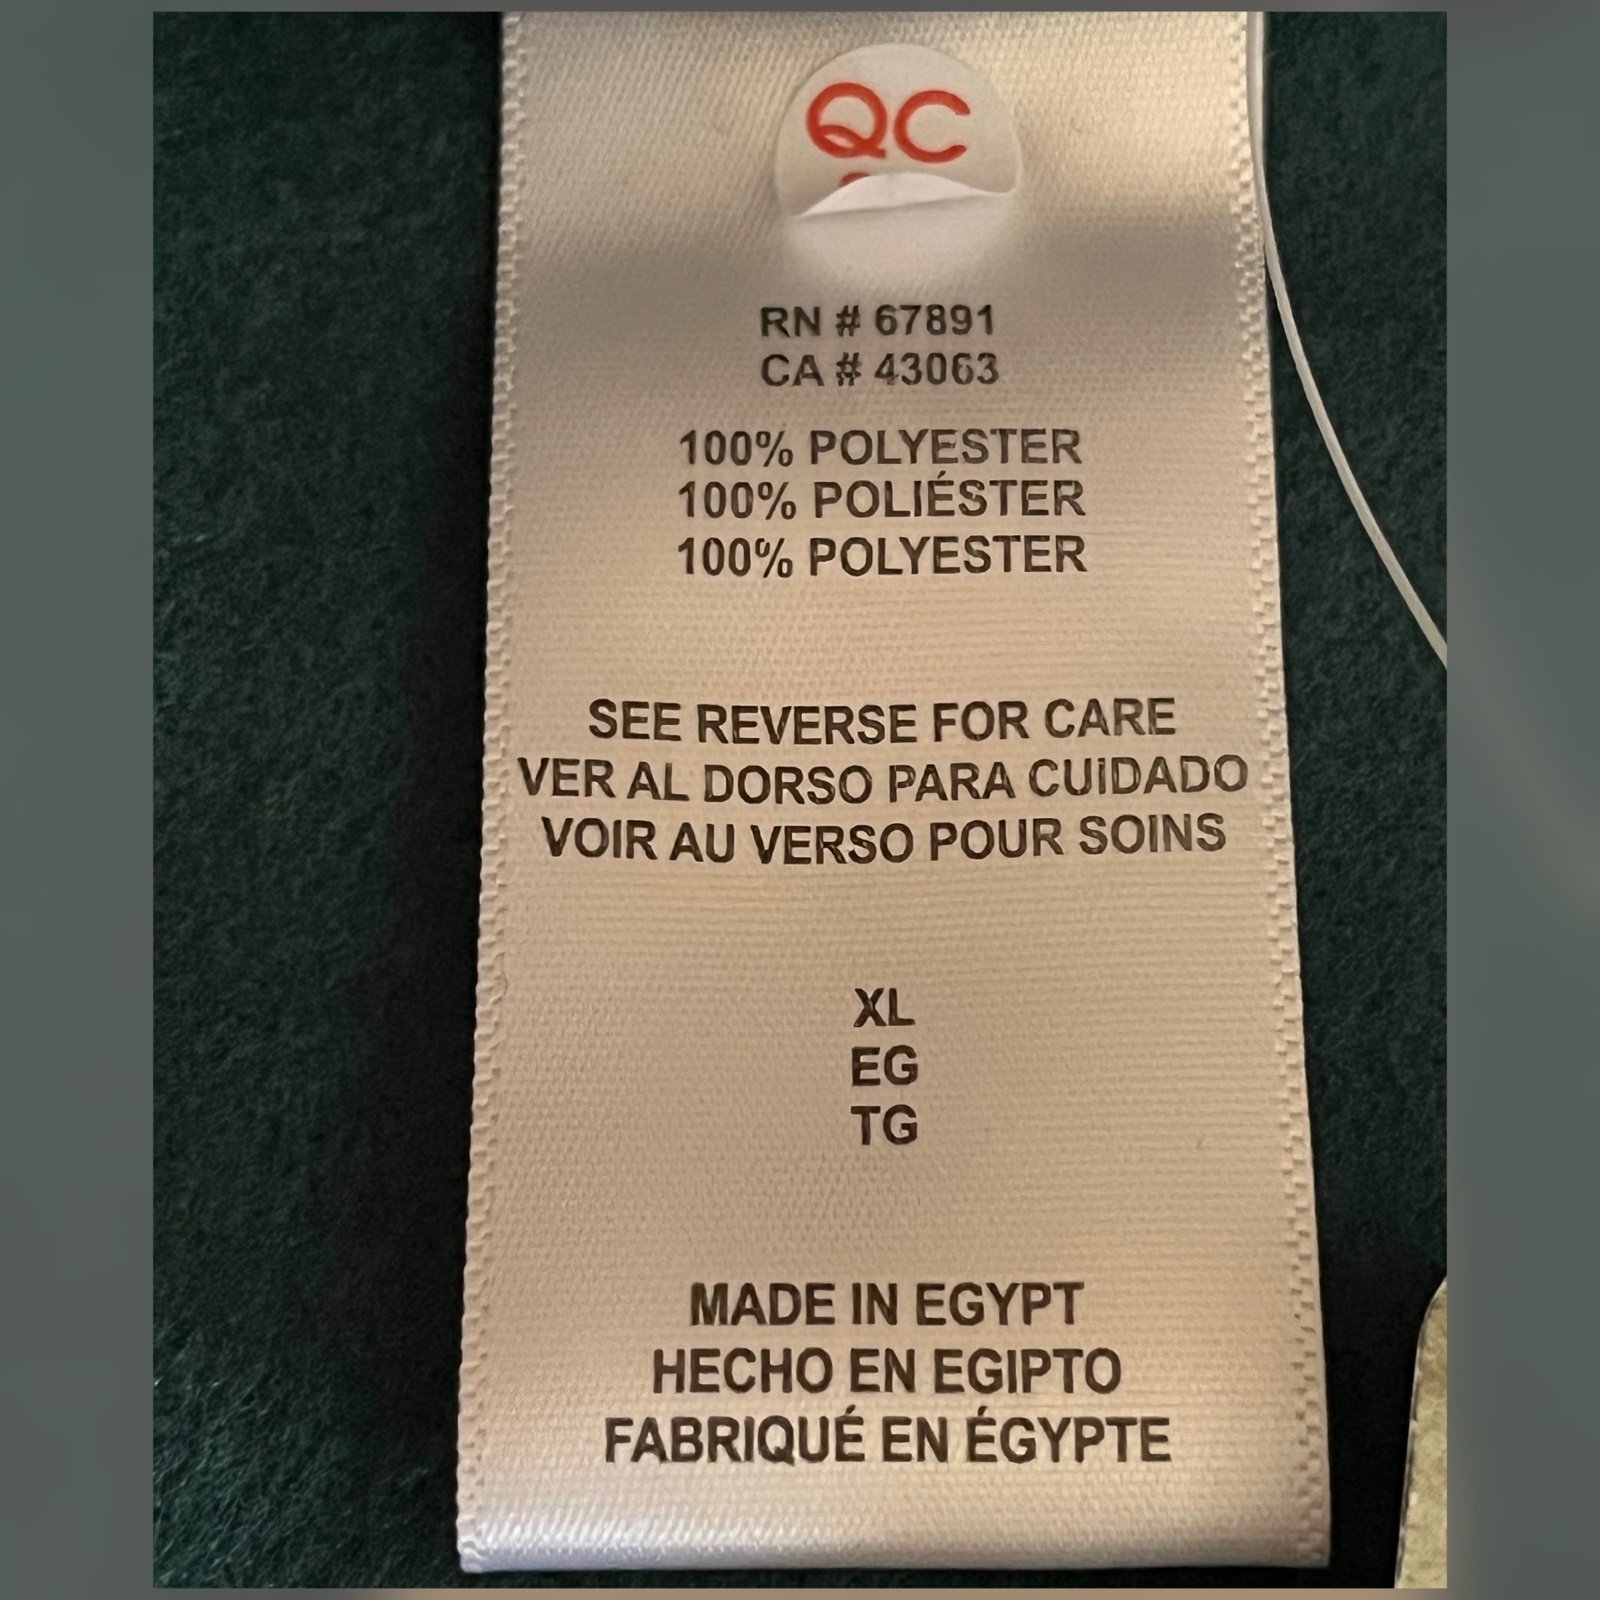 QC
RN # 67891
CA # 43063
100% POLYESTER
100% POLIÉSTER
100% POLYESTER
SEE REVERSE FOR CARE
VER AL DORSO PARA CUIDADO
VOIR AU VERSO POUR SOINS
XL
EG
TG
MADE IN EGYPT
HECHO EN EGIPTO
FABRIQUÉ EN ÉGYPTE